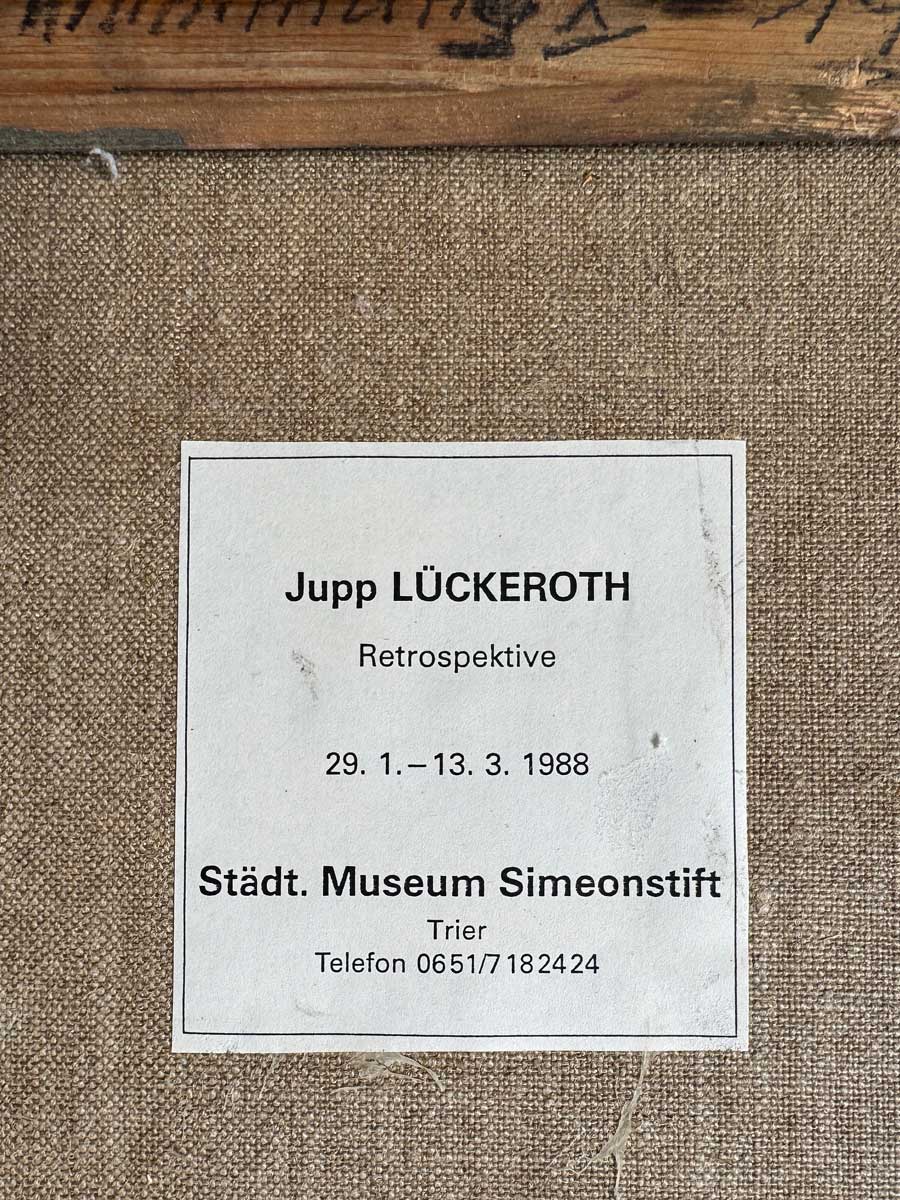 Jupp LÜCKEROTH
Retrospektive
29. 1.–13. 3. 1988
Städt. Museum Simeonstift
Trier
Telefon 0651/7182424